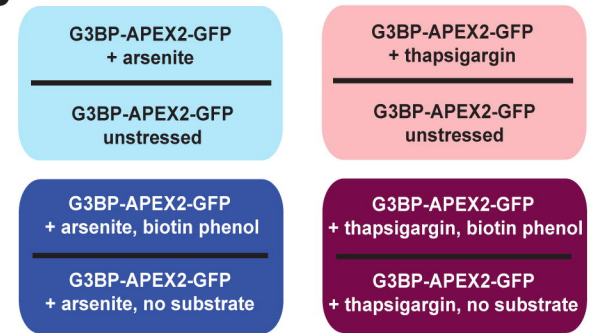 G3BP-APEX2-GFP
+ arsenite
G3BP-APEX2-GFP
unstressed
G3BP-APEX2-GFP
+ thapsigargin
G3BP-APEX2-GFP
unstressed
G3BP-APEX2-GFP
+ arsenite, biotin phenol
G3BP-APEX2-GFP
+ arsenite, no substrate
G3BP-APEX2-GFP
+ thapsigargin, biotin phenol
G3BP-APEX2-GFP
+ thapsigargin, no substrate